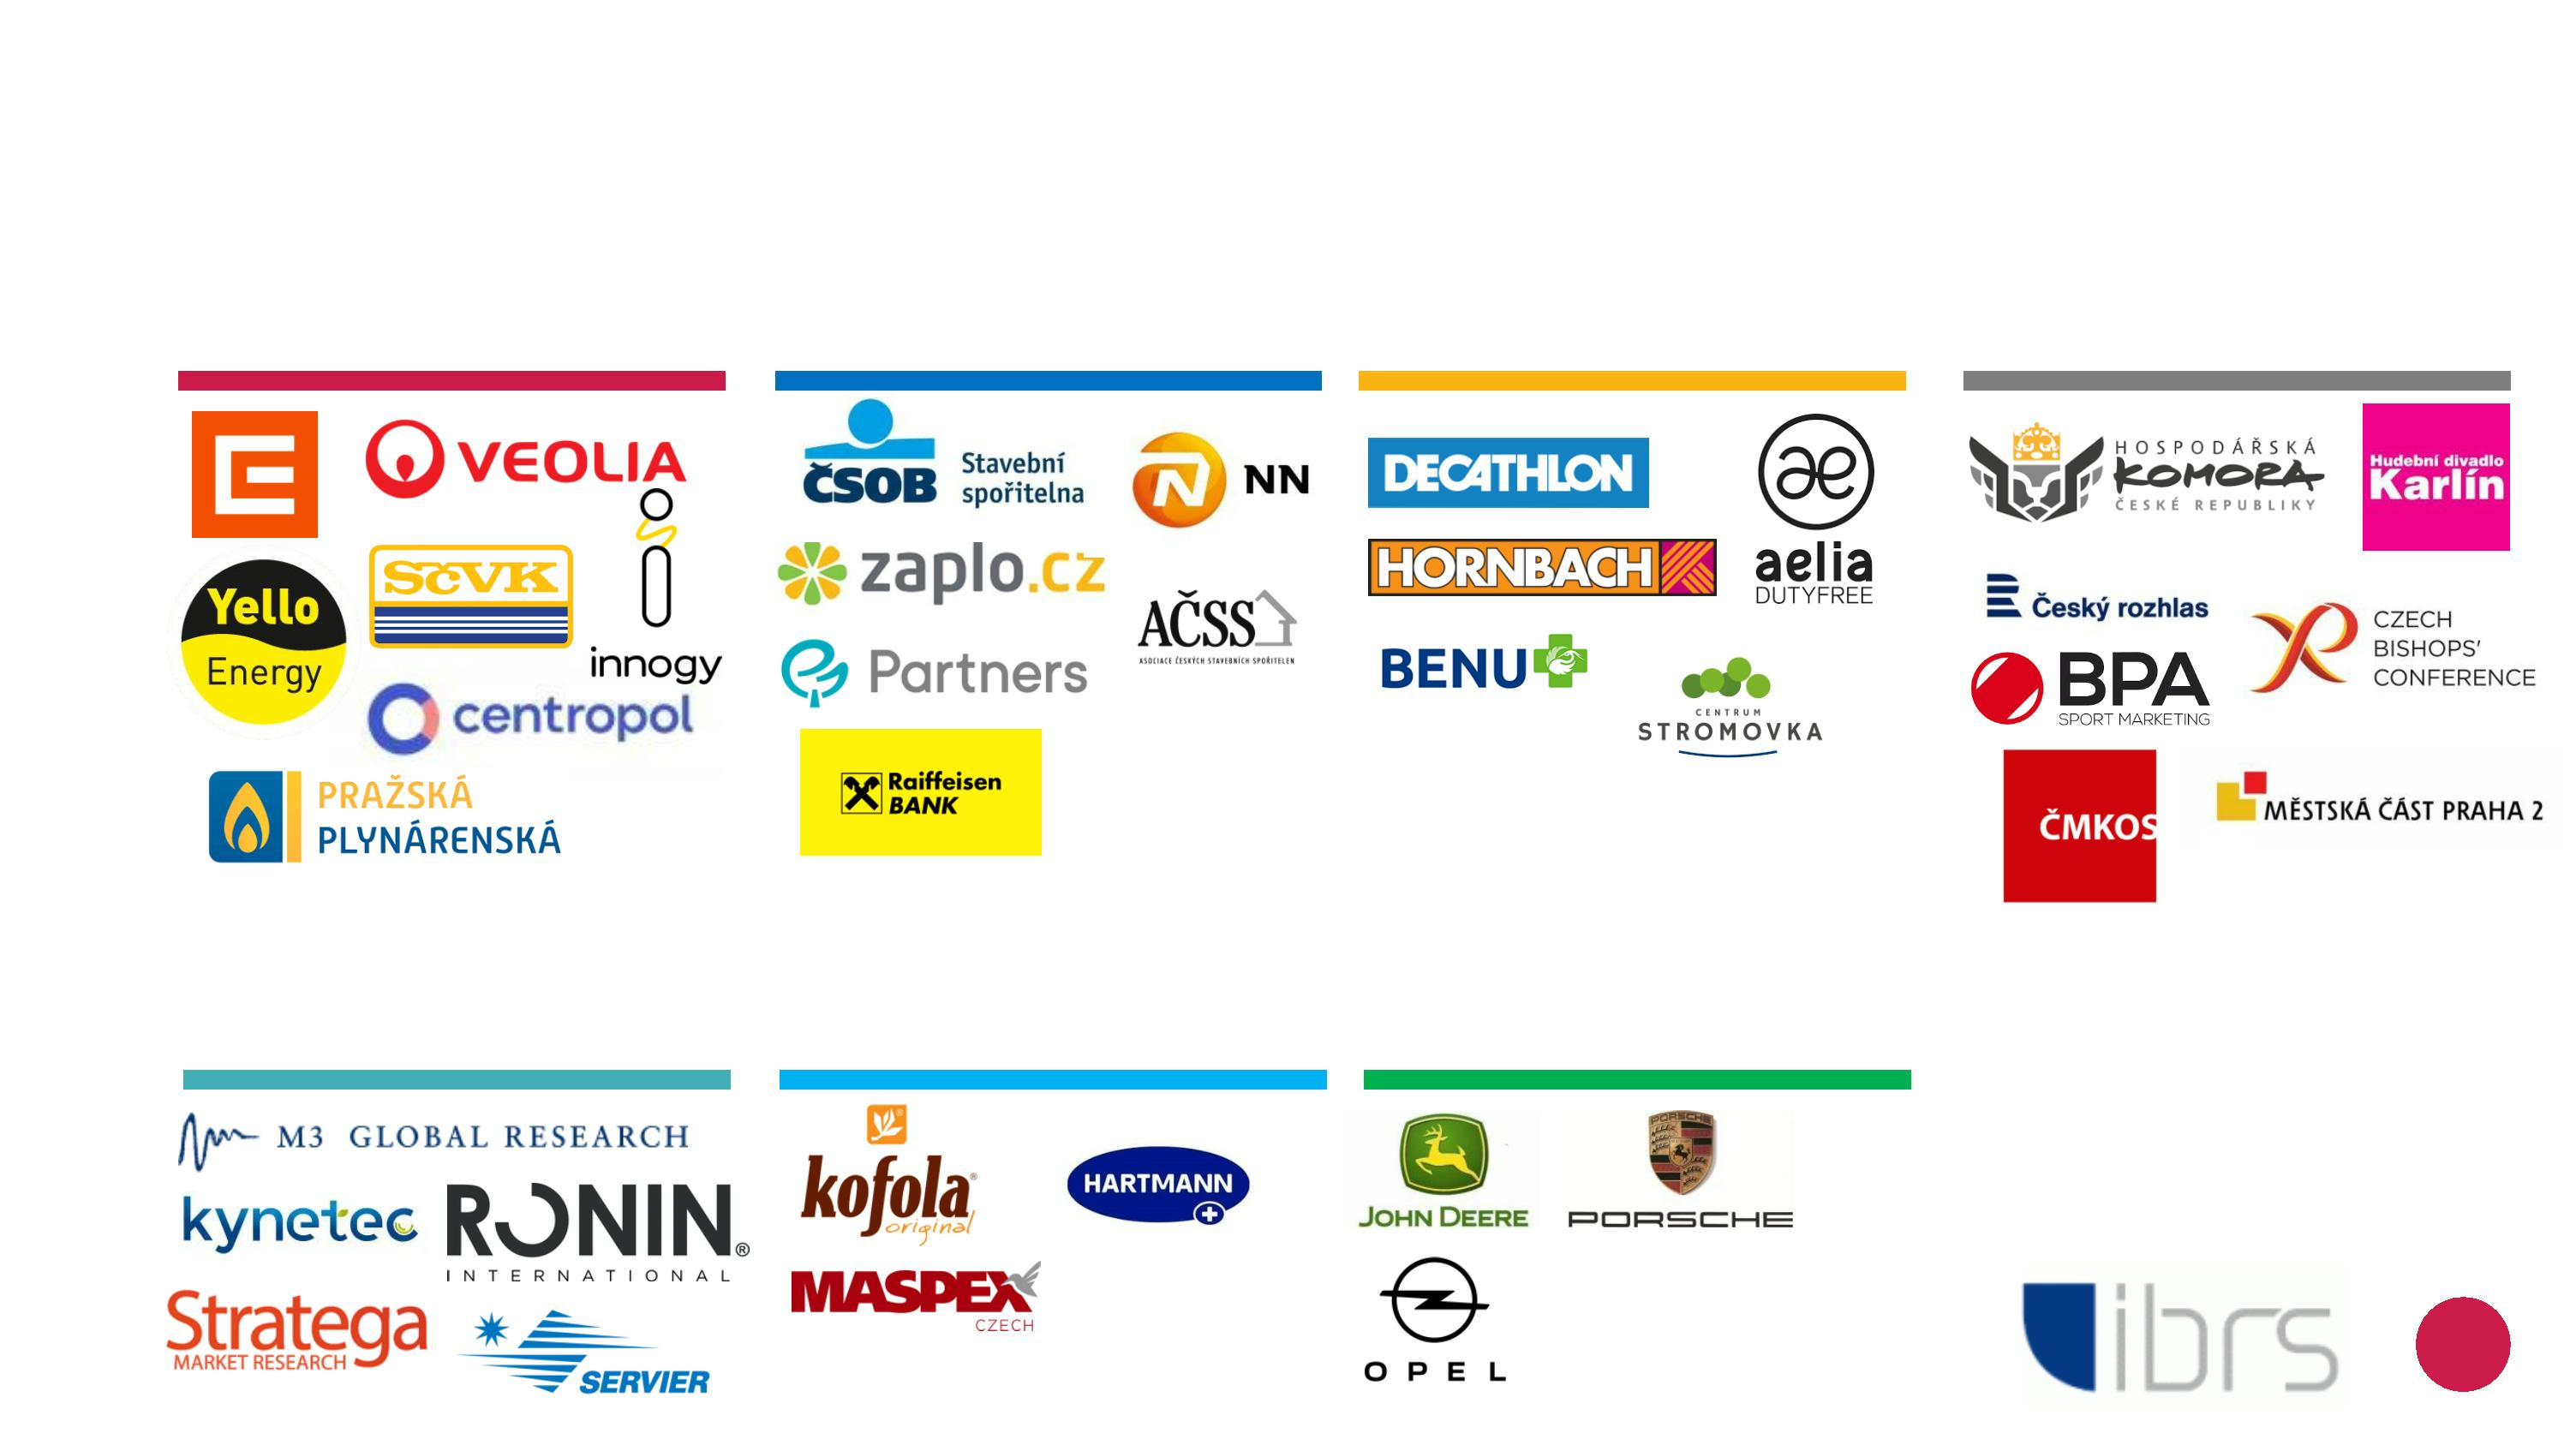 VEOLIA
Yello
Energy
SčVK
innogy
centropol
PRAŽSKÁ
PLYNÁRENSKÁ
ČSOB
Stavební
spořitelna
NN
zaplo.cz
AČSS
ASOCIACE ČESKÝCH STAVEBNÍCH SPOŘITELEN
Partners
Raiffeisen
BANK
DECATHLON
ae
aelia
DUTYFREE
HORNBACH
BENU
CENTRUM
STROMOVKA
HOSPODÁŘSKÁ
KOMORA
ČESKÉ REPUBLIKY
Hudební divadlo
Karlín
Český rozhlas
CZECH
BISHOPS'
CONFERENCE
BPA
SPORT MARKETING
ČMKOS
MĚSTSKÁ ČÁST PRAHA 2
M3 GLOBAL RESEARCH
kynetec
RONIN®
INTERNATIONAL
Stratega
MARKET RESEARCH
SERVIER
kofola®
original
HARTMANN
MASPEX
CZECH
JOHN DEERE
PORSCHE
PORSCHE
OPEL
ibrs